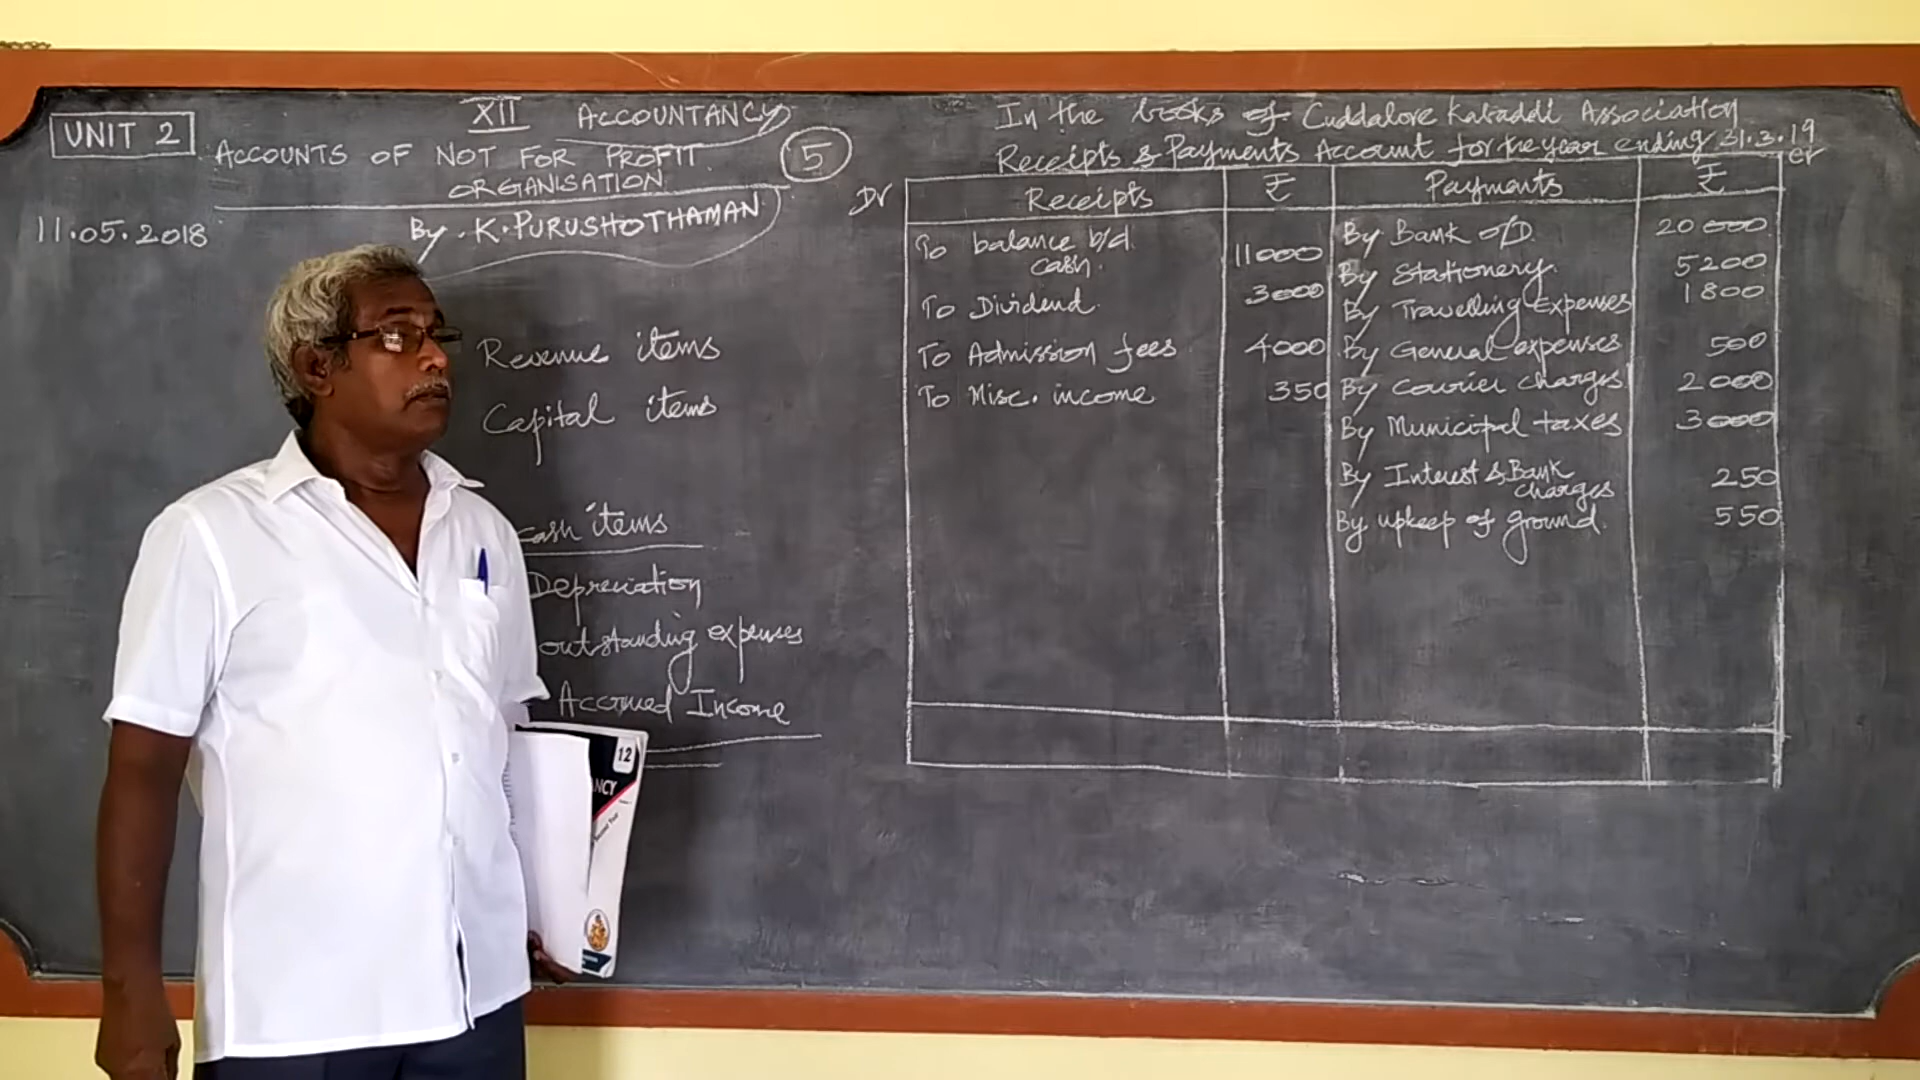 UNIT 2
XII ACCOUNTANCY
ACCOUNTS OF NOT FOR PROFIT
ORGANISATION
5
By. K. PURUSHOTHAMAN
11.05.2018
Revenue items
Capital items
cash items
Depreciation
outstanding expenses
Accrued Income
12
ANCY
In the books of Cuddalore Kabaddi Association
Receipts & Payments Account for the year ending 31.3.19
Dr
er
Receipts ₹ Payments ₹
To balance b/d
cash. 11000
To Dividend. 3000
To Admission fees 4000
To Misc. income 350
By Bank O/D. 20000
By Stationery. 5200
By Travelling Expenses 1800
By General expenses 500
By courier charges 2000
By Municipal taxes 3000
By Interest & Bank
charges 250
By upkeep of ground. 550